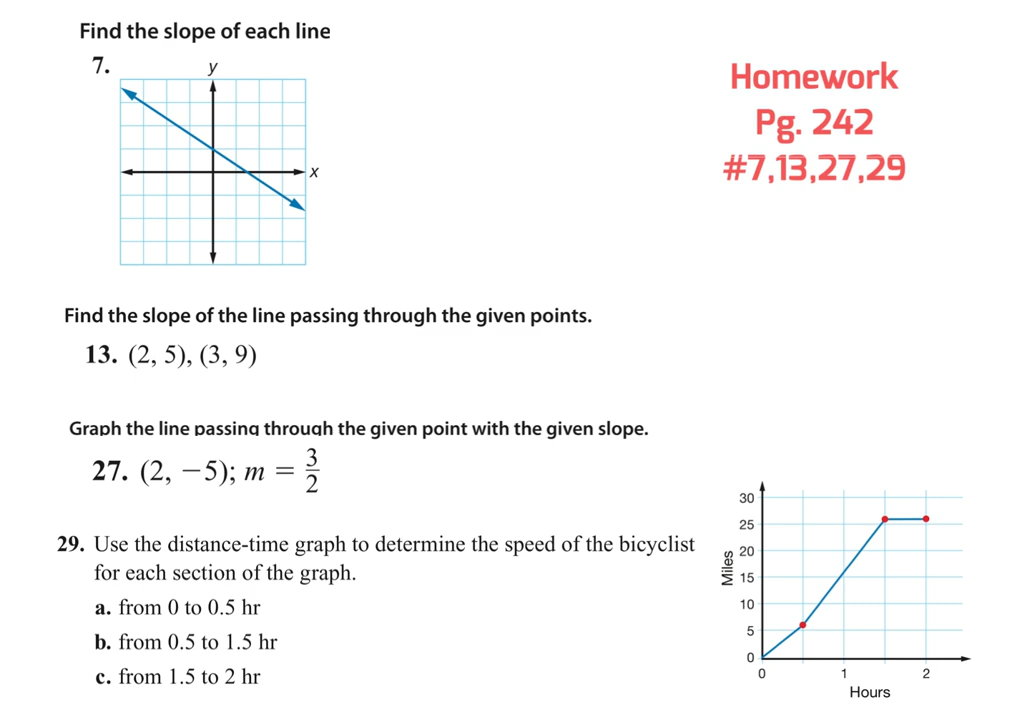 Find the slope of each line
7.
y
x
Homework
Pg. 242
#7,13,27,29
Find the slope of the line passing through the given points.
13. (2, 5), (3, 9)
Graph the line passing through the given point with the given slope.
27. (2, −5); m = 3/2
29. Use the distance-time graph to determine the speed of the bicyclist
for each section of the graph.
a. from 0 to 0.5 hr
b. from 0.5 to 1.5 hr
c. from 1.5 to 2 hr
30
25
20
15
10
5
0
Miles
0 1 2
Hours